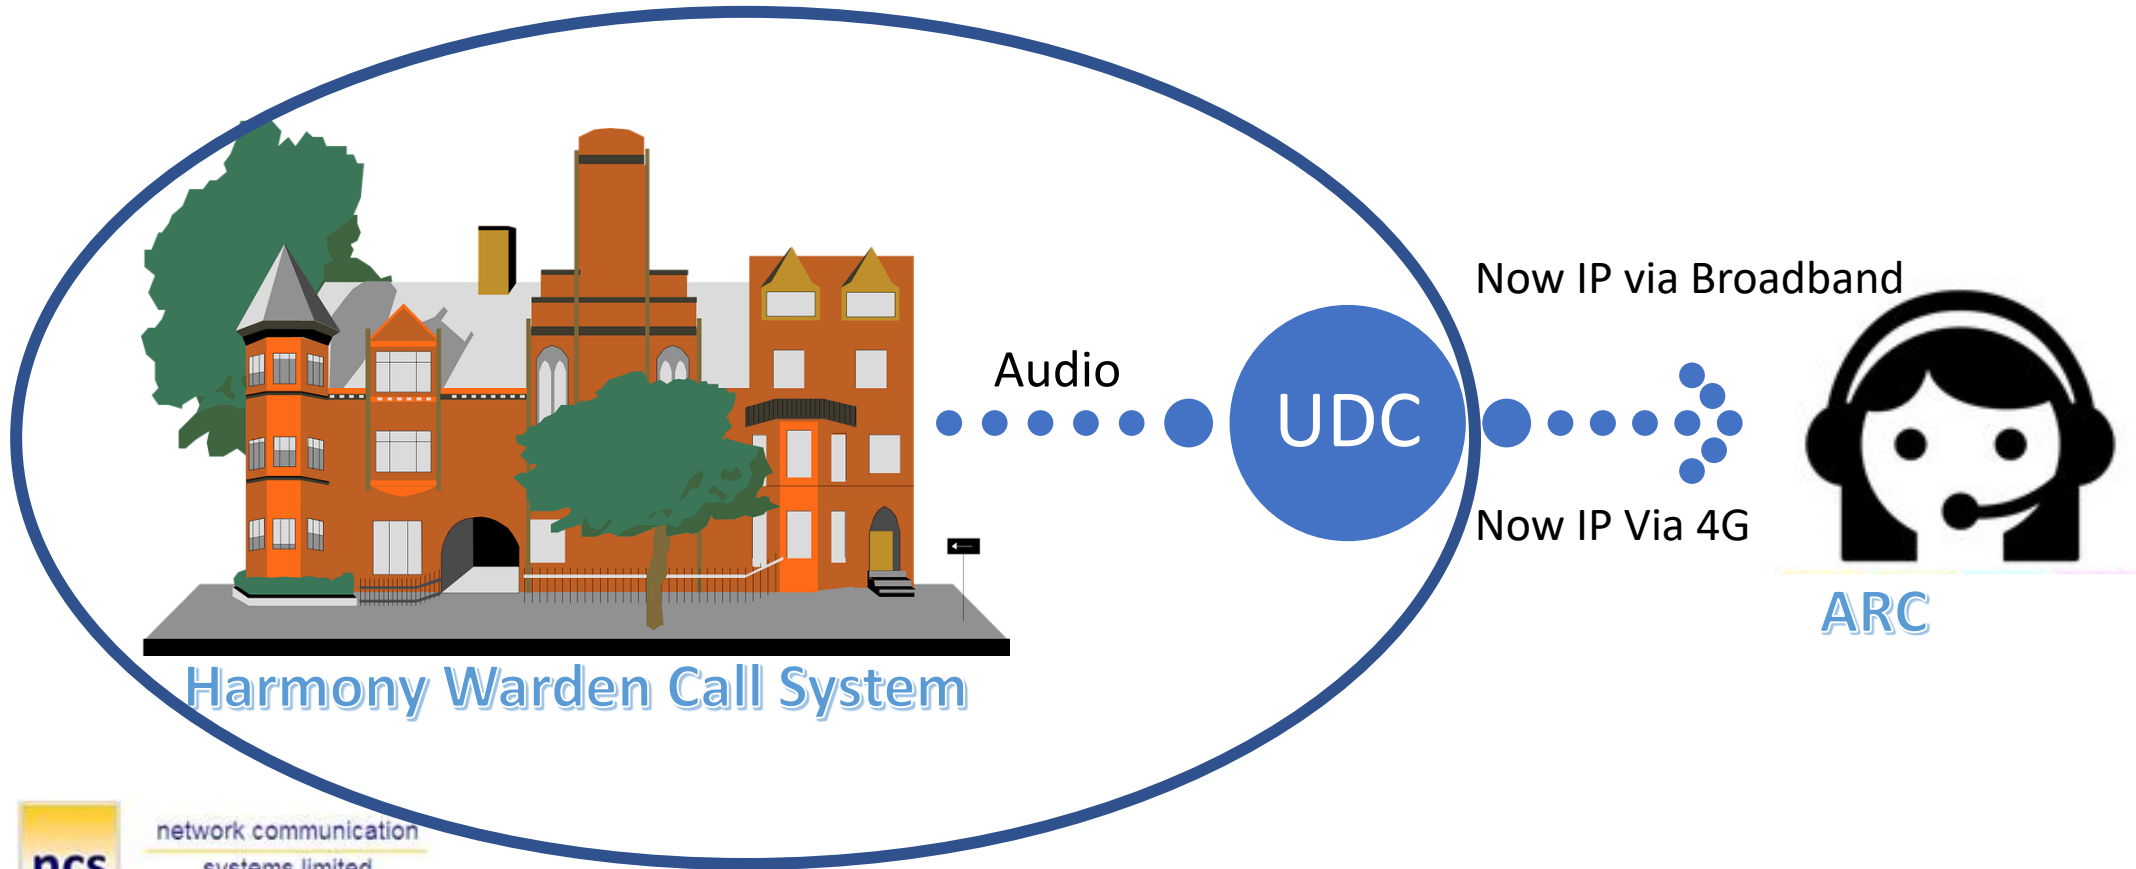 Now IP via Broadband
Audio
UDC
Now IP Via 4G
ARC
Harmony Warden Call System
network communication
ncs
systems limited